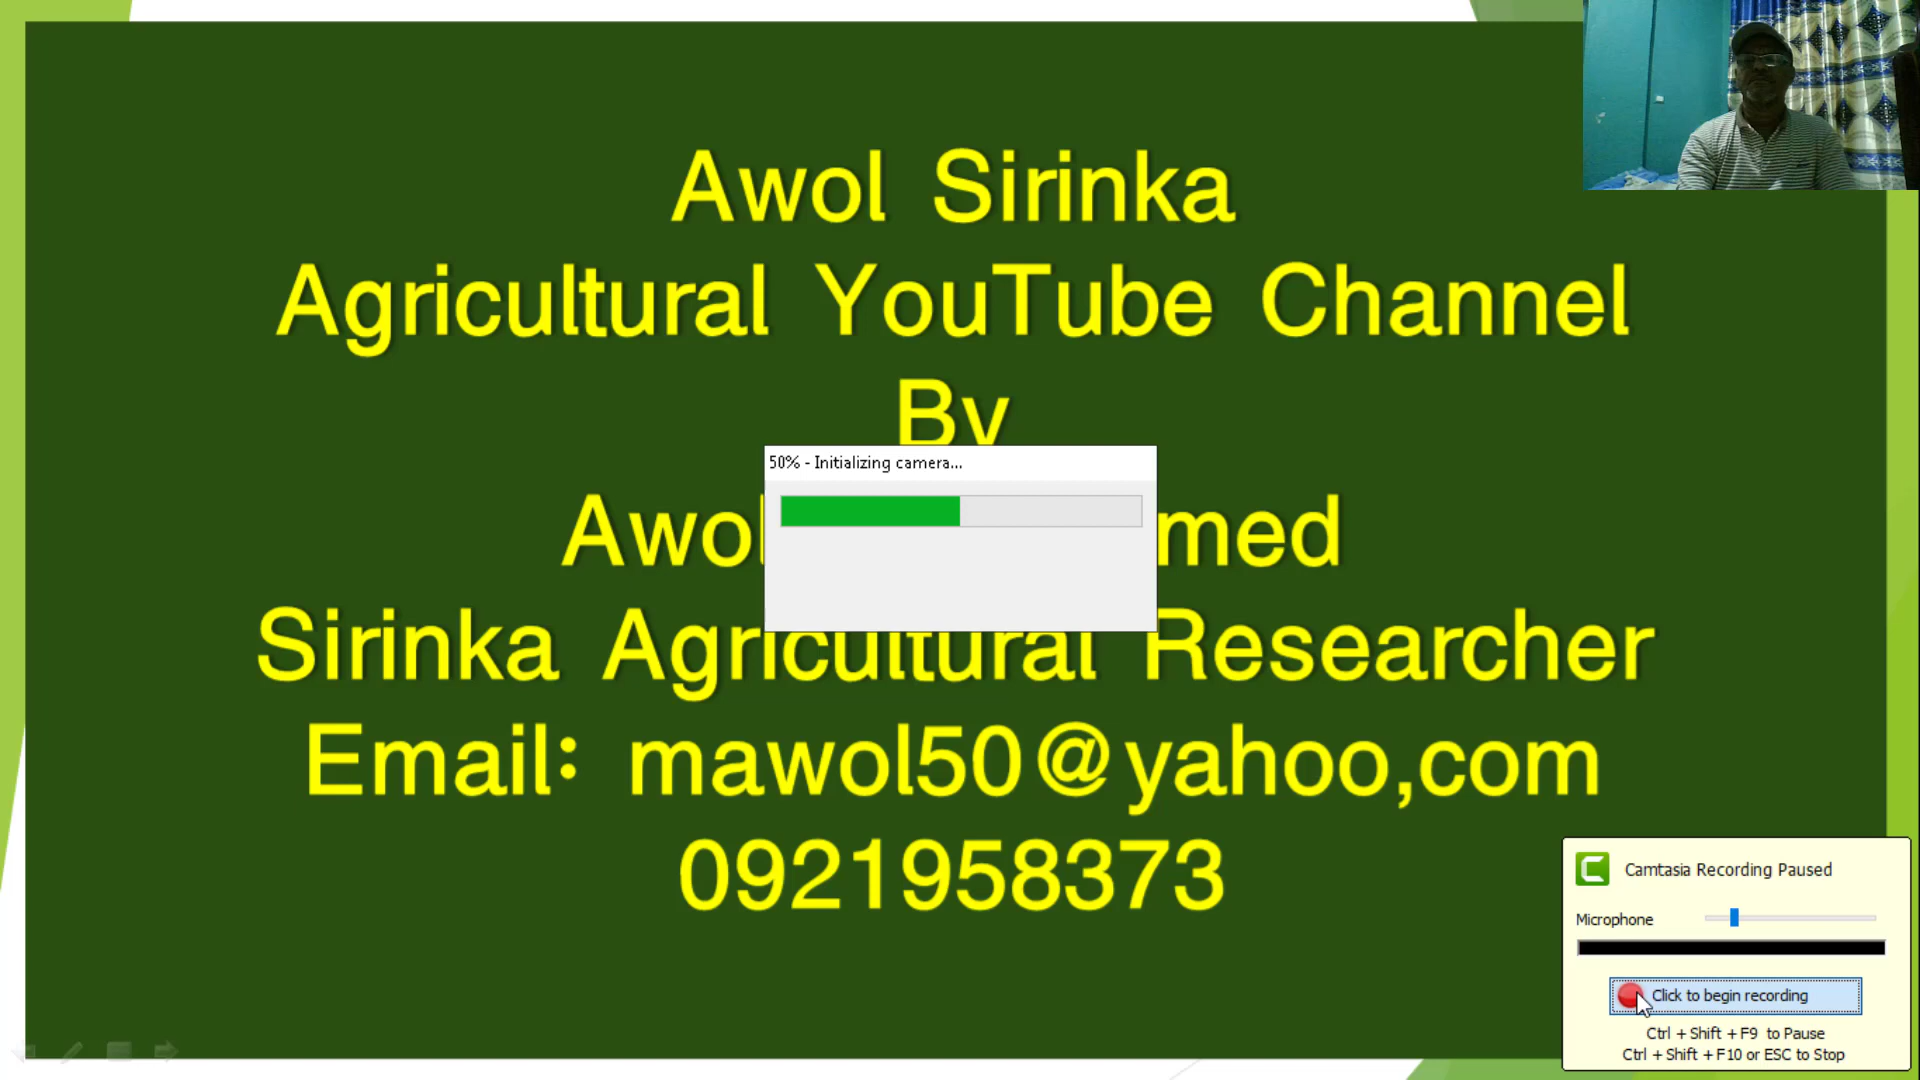 Awol Sirinka
Agricultural YouTube Channel
By
50% - Initializing camera...
med
Sirinka Agricultural Researcher
Email: mawol50@yahoo,com
0921958373
Camtasia Recording Paused
Microphone
Click to begin recording
Ctrl + Shift + F9 to Pause
Ctrl + Shift + F10 or ESC to Stop